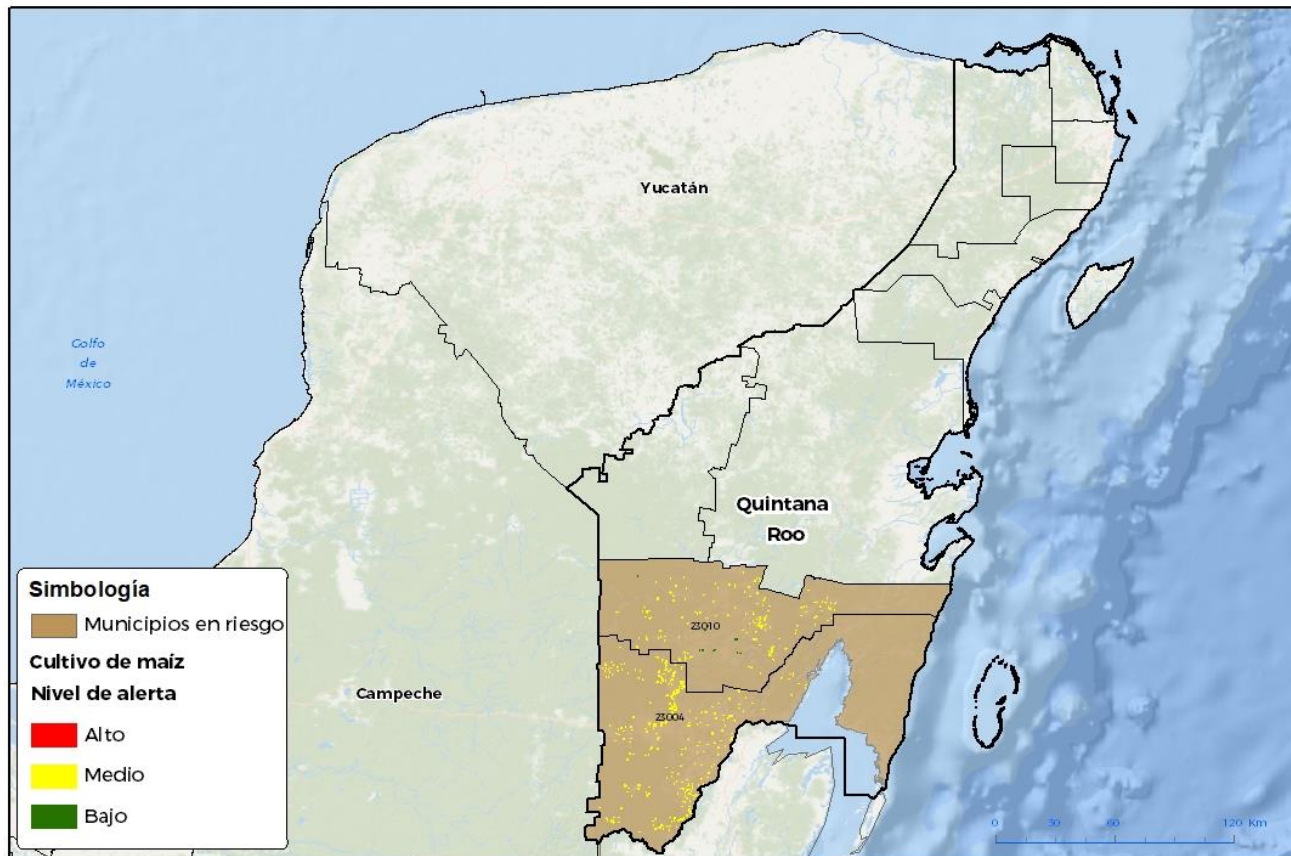 Yucatán
Golfo
de
México
Quintana
Roo
23010
23004
Campeche
Simbología
Municipios en riesgo
Cultivo de maíz
Nivel de alerta
Alto
Medio
Bajo
0 30 60 120 Km